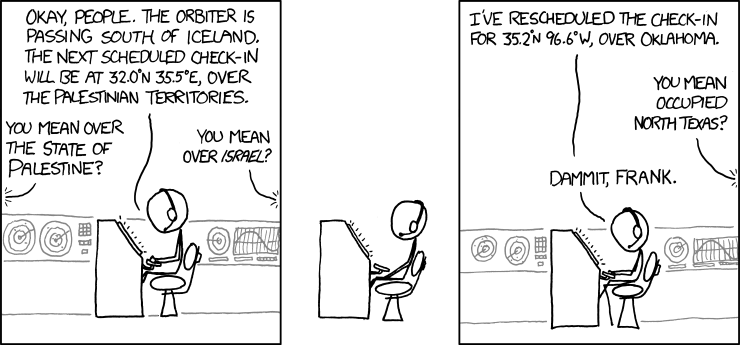 OKAY, PEOPLE. THE ORBITER IS
PASSING SOUTH OF ICELAND.
THE NEXT SCHEDULED CHECK-IN
WILL BE AT 32.0°N 35.5°E, OVER
THE PALESTINIAN TERRITORIES.
YOU MEAN OVER
THE STATE OF
PALESTINE?
YOU MEAN
OVER ISRAEL?
I'VE RESCHEDULED THE CHECK-IN
FOR 35.2°N 96.6°W, OVER OKLAHOMA.
YOU MEAN
OCCUPIED
NORTH TEXAS?
DAMMIT, FRANK.